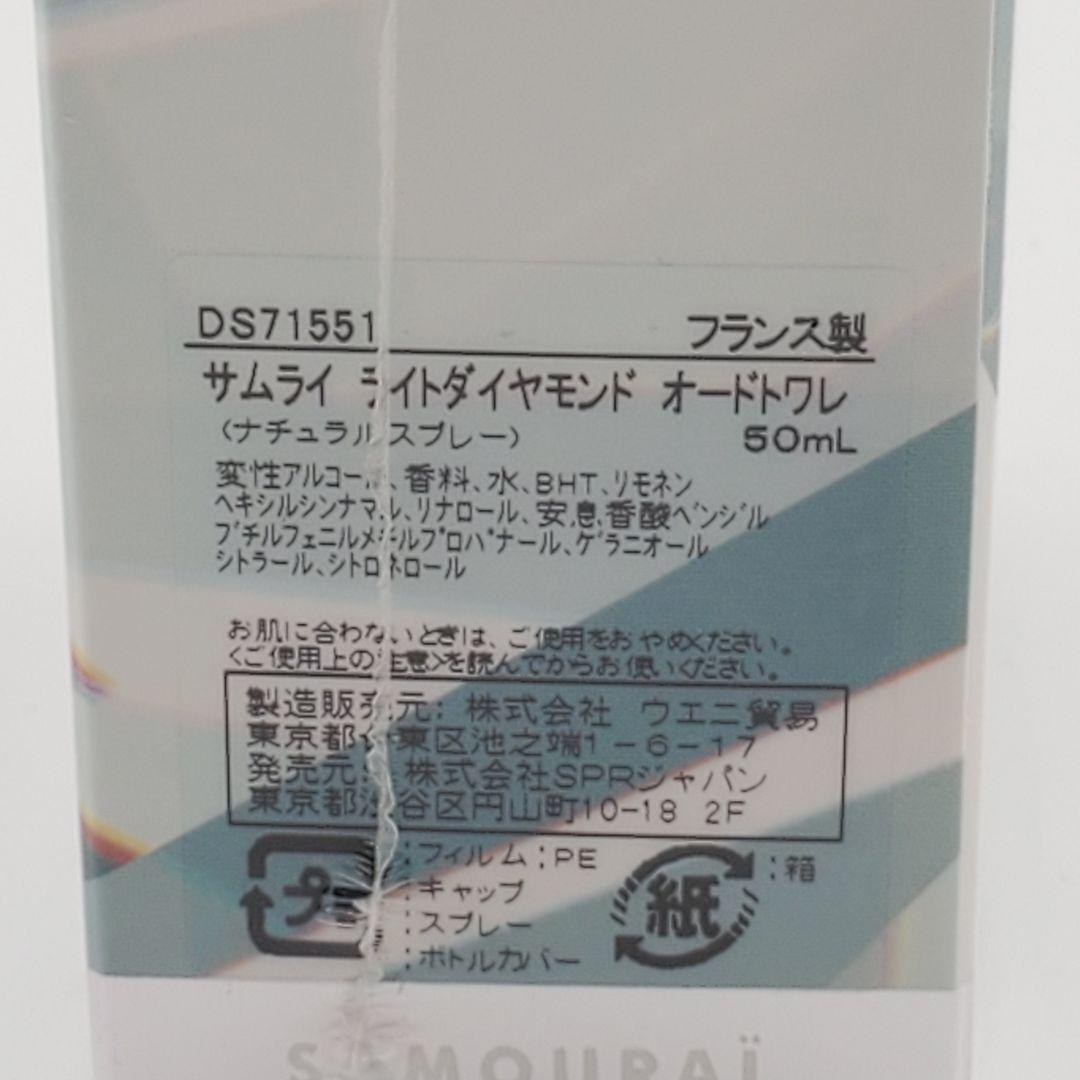 DS71551 フランス製
サムライ ライトダイヤモンド オードトワレ
(ナチュラルスプレー) 50mL
変性アルコール、香料、水、BHT、リモネン
ヘキシルシンナマル、リナロール、安息香酸ベンジル
ブチルフェニルメチルプロパナール、ゲラニオール
シトラール、シトロネロール
お肌に合わないときは、ご使用をおやめください。
<ご使用上の注意>を読んでからお使いください。
製造販売元: 株式会社 ウエニ貿易
東京都台東区池之端1-6-17
発売元: 株式会社SPRジャパン
東京都渋谷区円山町10-18 2F
プラ :フィルム:PE
:キャップ
:スプレー
:ボトルカバー
紙 :箱
SAMOURAÏ